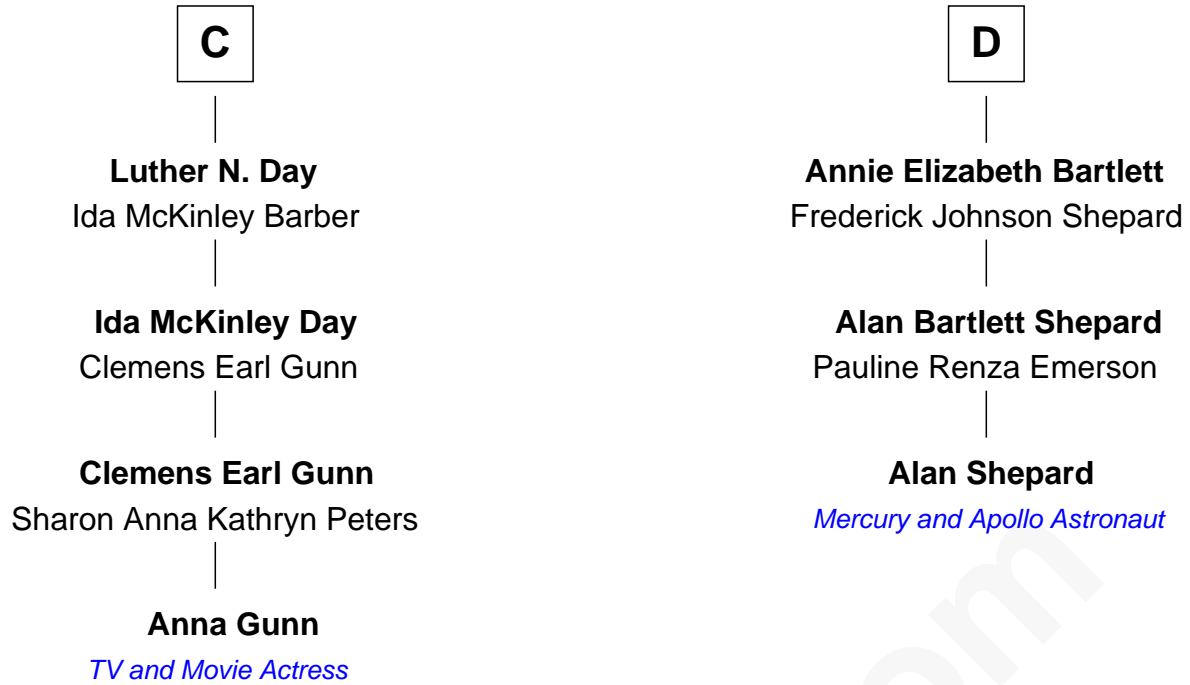 C
Luther N. Day
Ida McKinley Barber
Ida McKinley Day
Clemens Earl Gunn
Clemens Earl Gunn
Sharon Anna Kathryn Peters
Anna Gunn
TV and Movie Actress
D
Annie Elizabeth Bartlett
Frederick Johnson Shepard
Alan Bartlett Shepard
Pauline Renza Emerson
Alan Shepard
Mercury and Apollo Astronaut
om